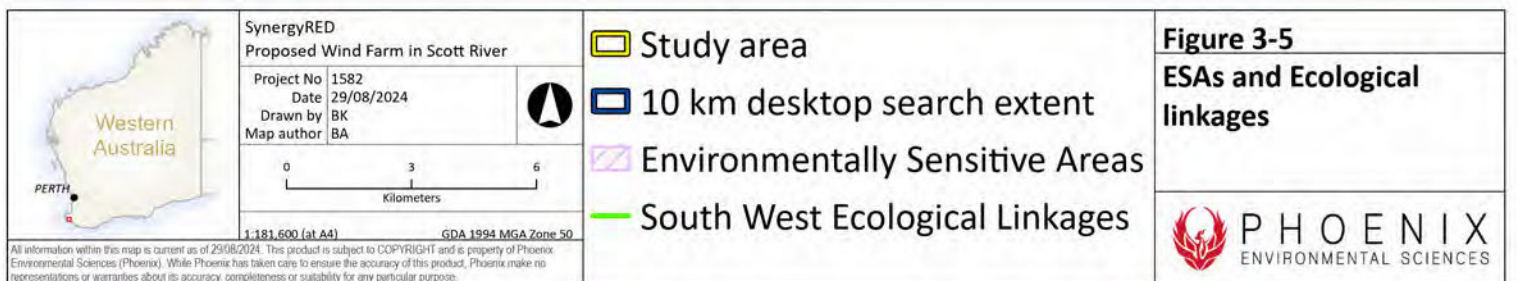 Western
Australia
PERTH
SynergyRED
Proposed Wind Farm in Scott River
Project No 1582
Date 29/08/2024
Drawn by BK
Map author BA
0 3 6
Kilometers
1:181,600 (at A4) GDA 1994 MGA Zone 50
All information within this map is current as of 29/08/2024. This product is subject to COPYRIGHT and is property of Phoenix
Environmental Sciences (Phoenix). While Phoenix has taken care to ensure the accuracy of this product, Phoenix make no
representations or warranties about its accuracy, completeness or suitability for any particular purpose.
Study area
10 km desktop search extent
Environmentally Sensitive Areas
South West Ecological Linkages
Figure 3-5
ESAs and Ecological
linkages
PHOENIX
ENVIRONMENTAL SCIENCES